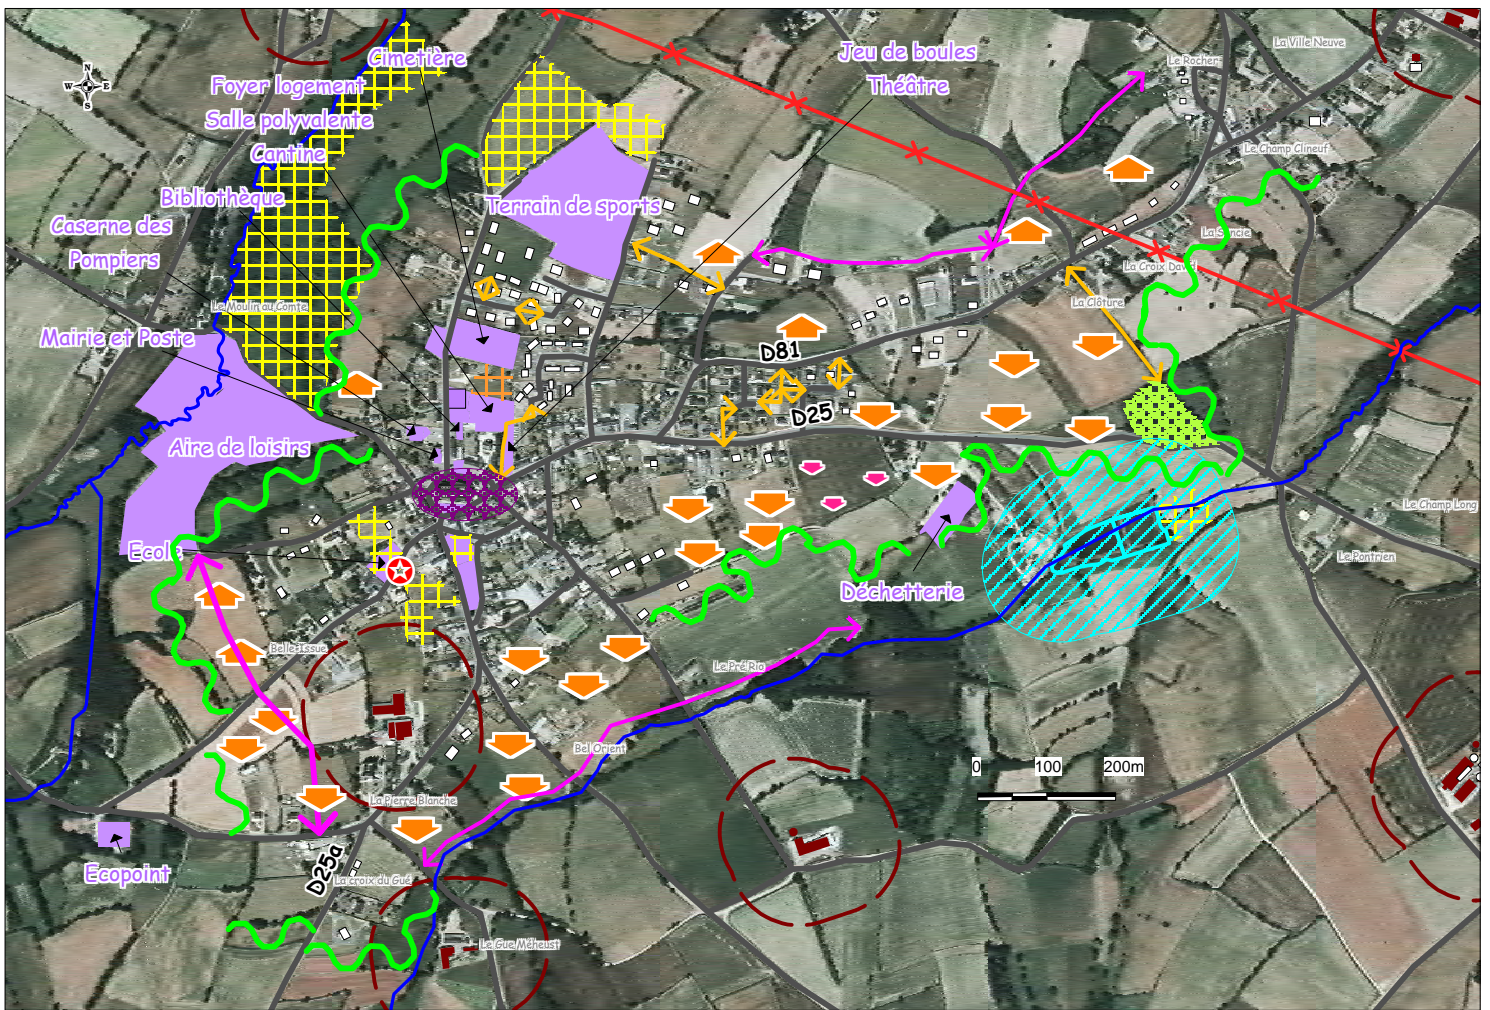 La Ville Neuve
Cimetière
Jeu de boules
Le Rocher
N
W E
S
Foyer logement
Théâtre
Salle polyvalente
Cantine
Le Champ Clineuf
Bibliothèque
Terrain de sports
Caserne des
Pompiers
La Croix David
Le Moulin au Comte
La Clôture
Mairie et Poste
D81
D25
Aire de loisirs
Le Champ Long
Ecole
Le Pontrien
Déchetterie
Belle-Issue
Le Pré Rio
Bel Orient
0 100 200m
La Pierre Blanche
Ecopoint
D25a
La croix du Gué
Le Gué Méheust